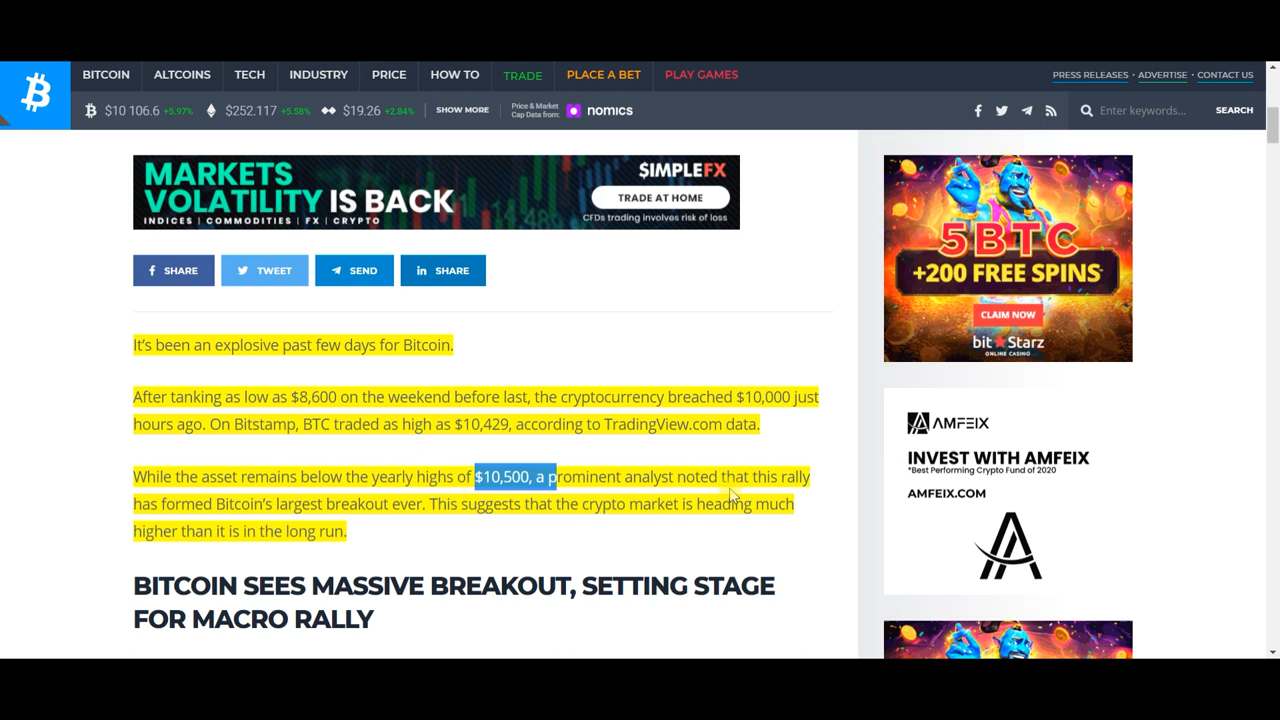 BITCOIN ALTCOINS TECH INDUSTRY PRICE HOW TO TRADE PLACE A BET PLAY GAMES PRESS RELEASES • ADVERTISE • CONTACT US
$10 106.6 +5.97% $252.117 +5.58% $19.26 +2.84% SHOW MORE Price & Market Cap Data from: nomics Enter keywords... SEARCH
MARKETS
VOLATILITY IS BACK
INDICES | COMMODITIES | FX | CRYPTO
$IMPLEFX
TRADE AT HOME
CFDs trading involves risk of loss
SHARE TWEET SEND SHARE
It's been an explosive past few days for Bitcoin.
After tanking as low as $8,600 on the weekend before last, the cryptocurrency breached $10,000 just
hours ago. On Bitstamp, BTC traded as high as $10,429, according to TradingView.com data.
While the asset remains below the yearly highs of $10,500, a prominent analyst noted that this rally
has formed Bitcoin's largest breakout ever. This suggests that the crypto market is heading much
higher than it is in the long run.
BITCOIN SEES MASSIVE BREAKOUT, SETTING STAGE
FOR MACRO RALLY
5 BTC
+200 FREE SPINS
CLAIM NOW
bitStarz
ONLINE CASINO
AMFEIX
INVEST WITH AMFEIX
*Best Performing Crypto Fund of 2020
AMFEIX.COM